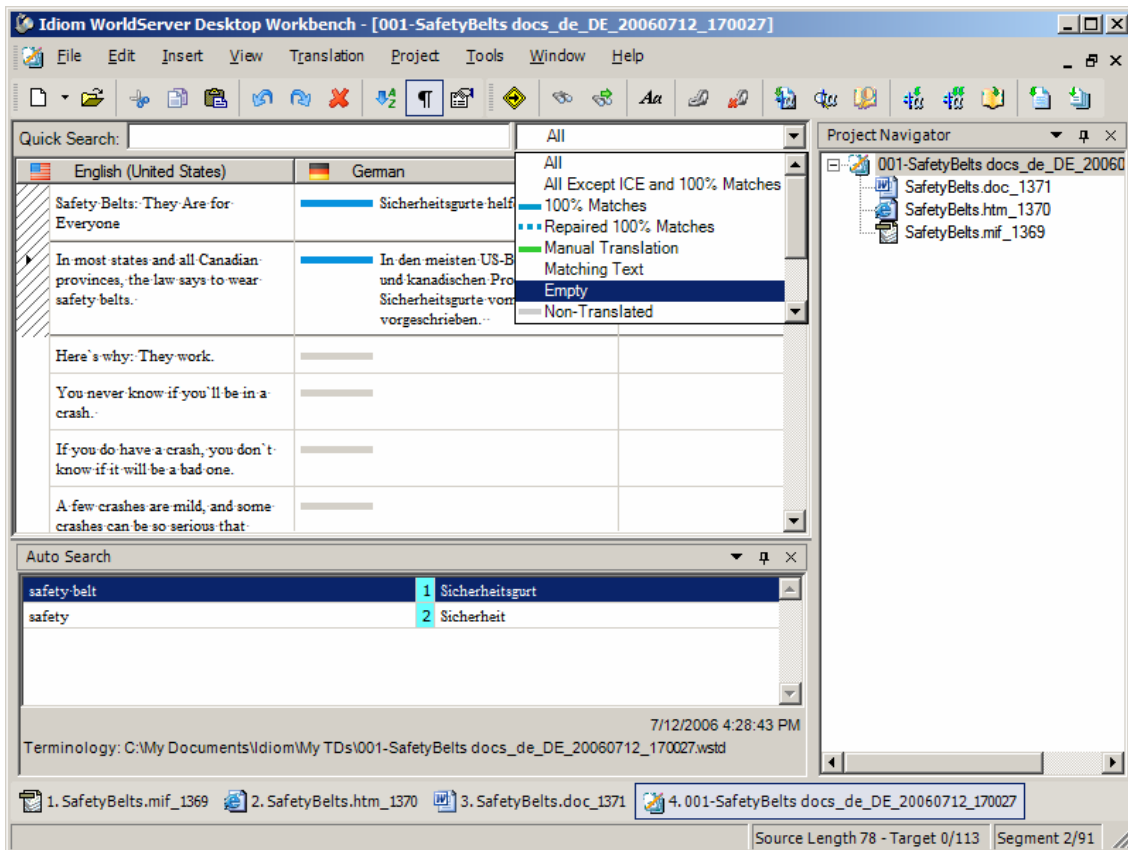 Idiom WorldServer Desktop Workbench - [001-SafetyBelts docs_de_DE_20060712_170027]
File Edit Insert View Translation Project Tools Window Help
Quick Search:
All
All
All Except ICE and 100% Matches
100% Matches
Repaired 100% Matches
Manual Translation
Matching Text
Empty
Non-Translated
English (United States) German
Safety Belts: They Are for
Everyone
Sicherheitsgurte helf
In most states and all Canadian
provinces, the law says to wear
safety belts.
In den meisten US-B
und kanadischen Pro
Sicherheitsgurte vom
vorgeschrieben.
Here`s why: They work.
You never know if you`ll be in a
crash.
If you do have a crash, you don`t
know if it will be a bad one.
A few crashes are mild, and some
crashes can be so serious that
Project Navigator
001-SafetyBelts docs_de_DE_20060
SafetyBelts.doc_1371
SafetyBelts.htm_1370
SafetyBelts.mif_1369
Auto Search
safety belt 1 Sicherheitsgurt
safety 2 Sicherheit
7/12/2006 4:28:43 PM
Terminology: C:\My Documents\Idiom\My TDs\001-SafetyBelts docs_de_DE_20060712_170027.wstd
1. SafetyBelts.mif_1369 2. SafetyBelts.htm_1370 3. SafetyBelts.doc_1371 4. 001-SafetyBelts docs_de_DE_20060712_170027
Source Length 78 - Target 0/113 Segment 2/91